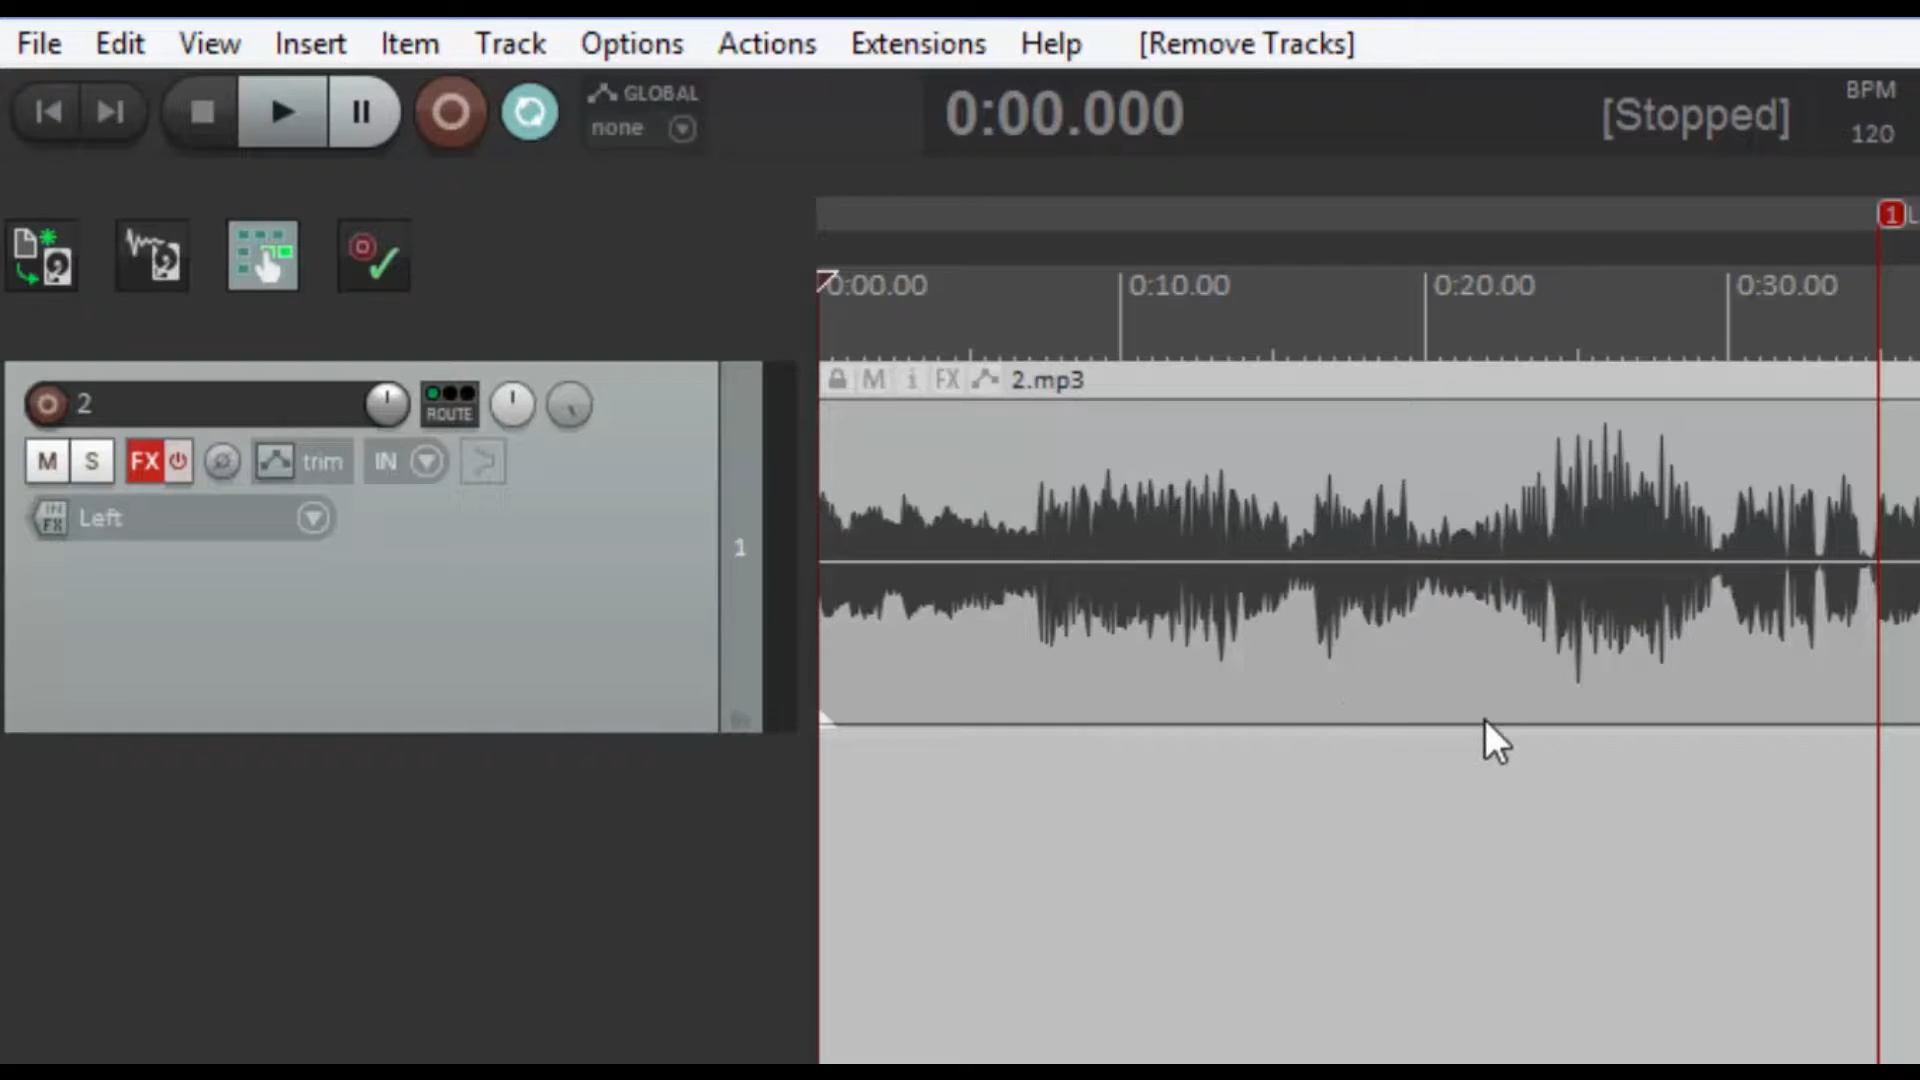 File Edit View Insert Item Track Options Actions Extensions Help [Remove Tracks]
GLOBAL
none
0:00.000
[Stopped]
BPM
120
1 L
0:00.00 0:10.00 0:20.00 0:30.00
M i FX 2.mp3
2
ROUTE
M S FX trim IN
IN FX Left
1